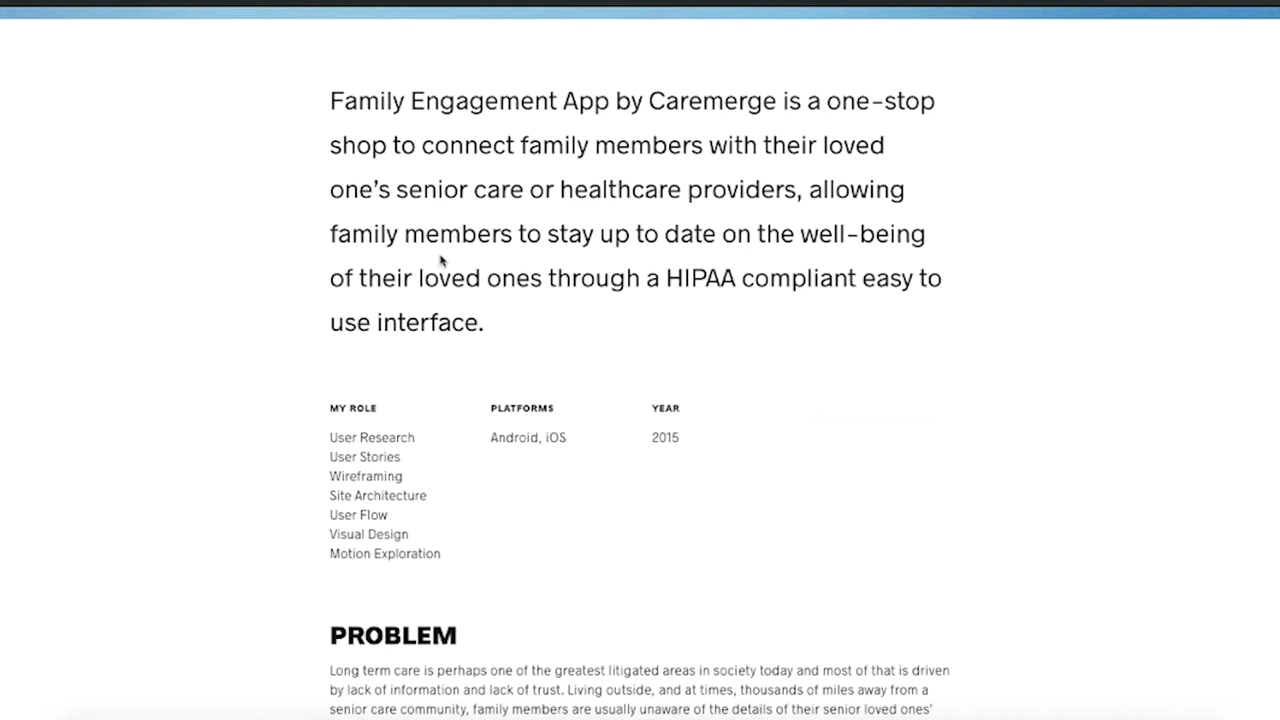 Family Engagement App by Caremerge is a one-stop
shop to connect family members with their loved
one's senior care or healthcare providers, allowing
family members to stay up to date on the well-being
of their loved ones through a HIPAA compliant easy to
use interface.
MY ROLE
User Research
User Stories
Wireframing
Site Architecture
User Flow
Visual Design
Motion Exploration
PLATFORMS
Android, iOS
YEAR
2015
PROBLEM
Long term care is perhaps one of the greatest litigated areas in society today and most of that is driven
by lack of information and lack of trust. Living outside, and at times, thousands of miles away from a
senior care community, family members are usually unaware of the details of their senior loved ones'